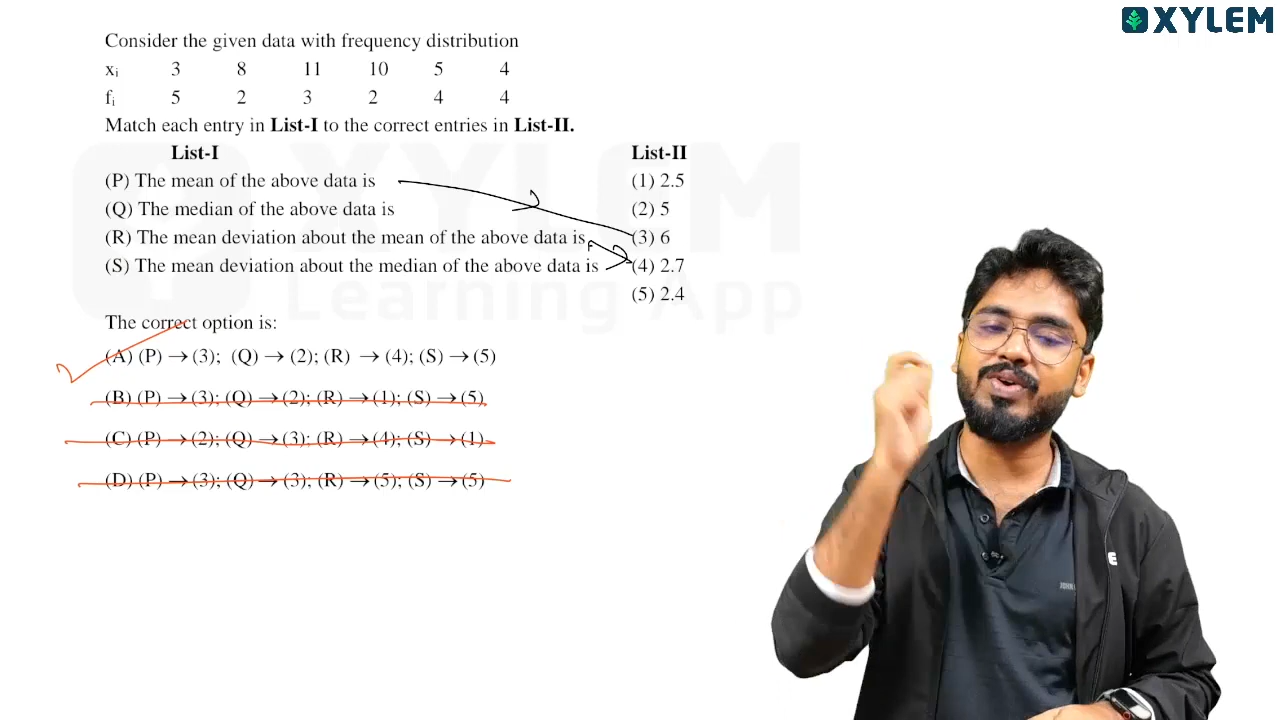 XYLEM
Consider the given data with frequency distribution
xi 3 8 11 10 5 4
fi 5 2 3 2 4 4
Match each entry in List-I to the correct entries in List-II.
List-I List-II
(P) The mean of the above data is (1) 2.5
(Q) The median of the above data is (2) 5
(R) The mean deviation about the mean of the above data is (3) 6
(S) The mean deviation about the median of the above data is (4) 2.7
(5) 2.4
XYLEM
Learning App
The correct option is:
(A) (P) → (3); (Q) → (2); (R) → (4); (S) → (5)
(B) (P) → (3); (Q) → (2); (R) → (1); (S) → (5)
(C) (P) → (2); (Q) → (3); (R) → (4); (S) → (1)
(D) (P) → (3); (Q) → (3); (R) → (5); (S) → (5)